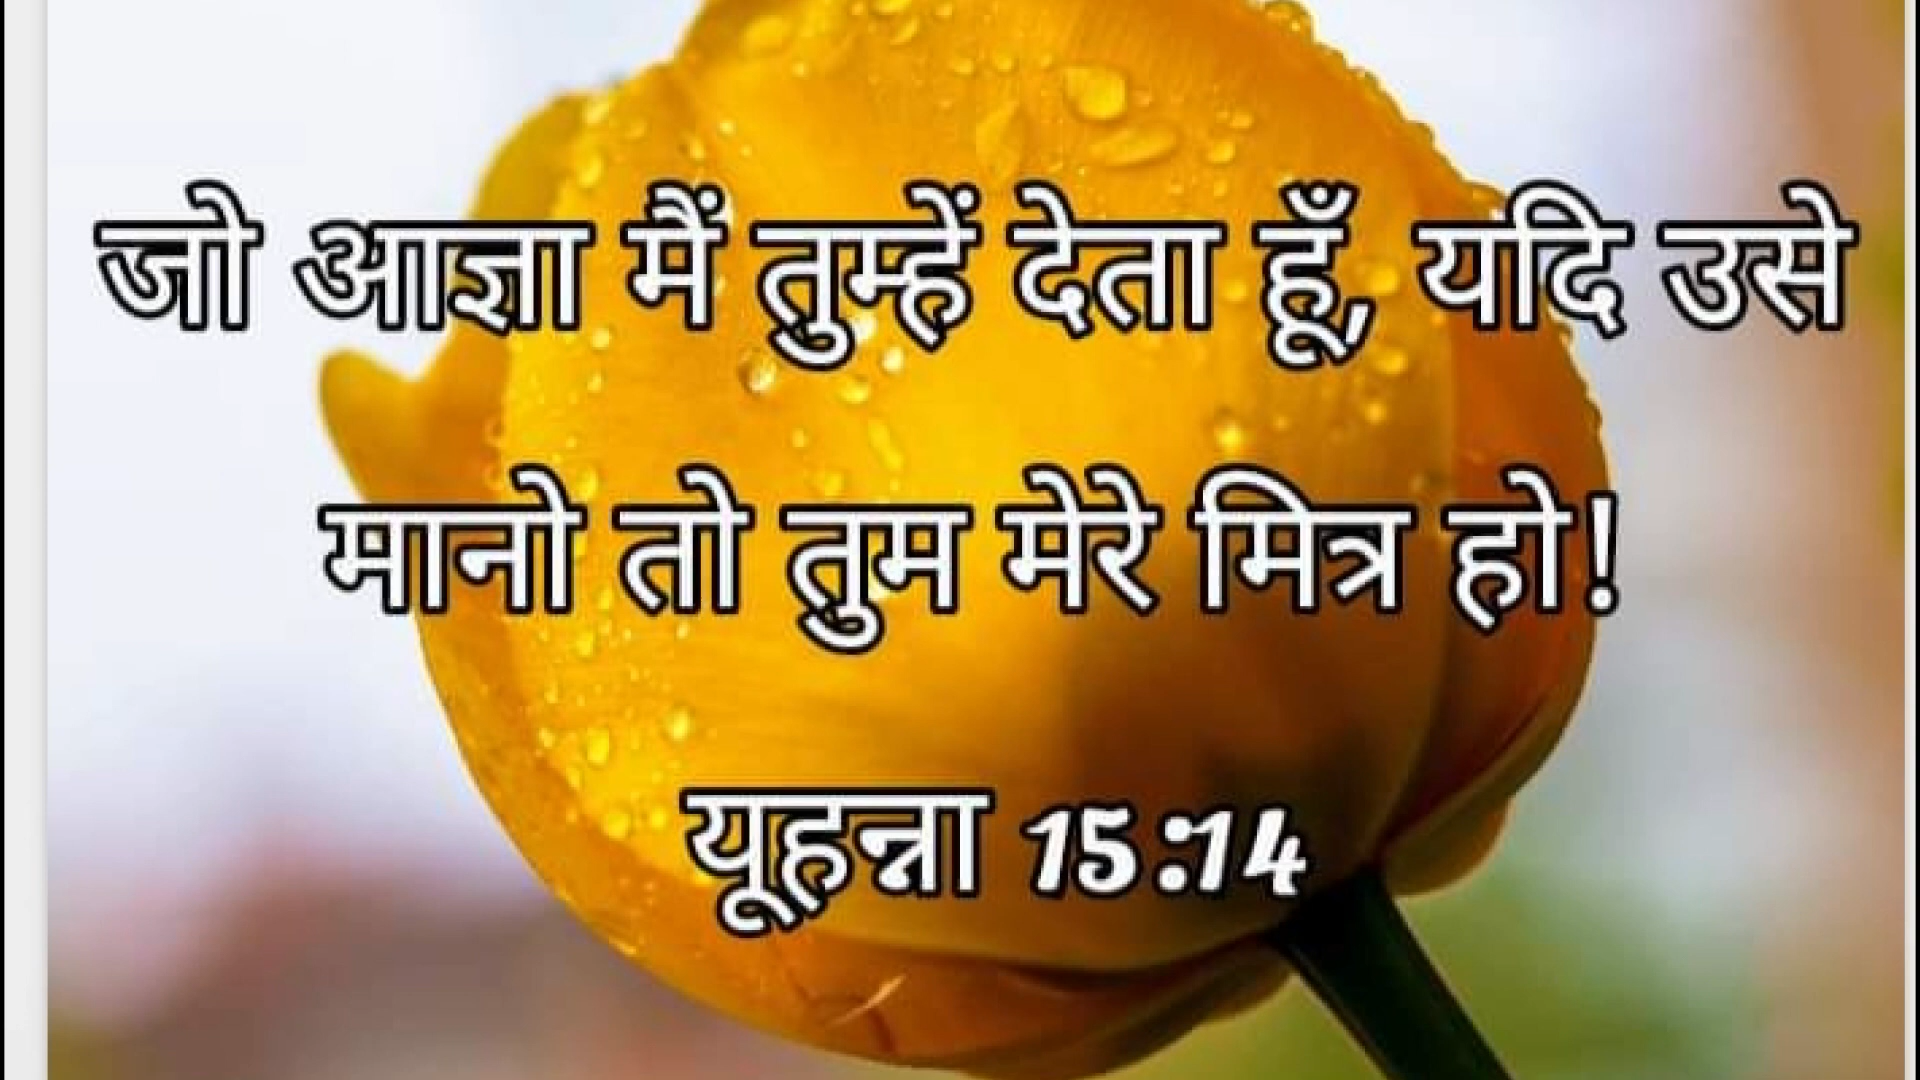 जो आज्ञा मैं तुम्हें देता हूँ, यदि उसे
मानो तो तुम मेरे मित्र हो!
यूहन्ना 15:14